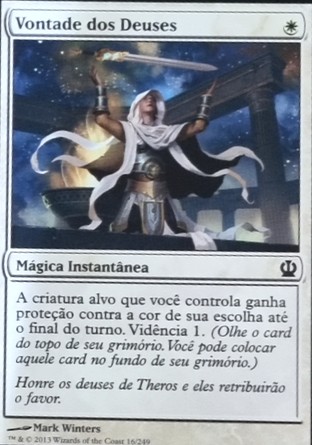 Vontade dos Deuses
Mágica Instantânea
A criatura alvo que você controla ganha
proteção contra a cor de sua escolha até
o final do turno. Vidência 1. (Olhe o card
do topo de seu grimório. Você pode colocar
aquele card no fundo de seu grimório.)
Honre os deuses de Theros e eles retribuirão
o favor.
Mark Winters
™ & © 2013 Wizards of the Coast 16/249